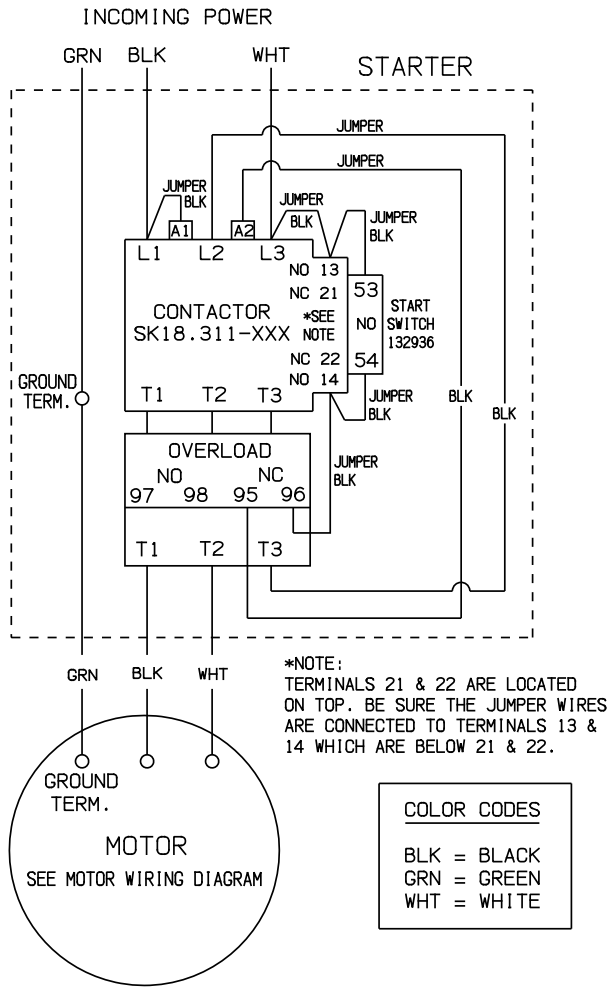 INCOMING POWER
GRN BLK WHT
STARTER
JUMPER
JUMPER
JUMPER
BLK
JUMPER
BLK
JUMPER
BLK
A1 A2
L1 L2 L3
NO 13
NC 21
53
CONTACTOR
SK18.311-XXX
*SEE
NOTE
NO
START
SWITCH
132936
NC 22
NO 14
54
GROUND
TERM.
T1 T2 T3
JUMPER
BLK
BLK
BLK
OVERLOAD
NO NC
97 98 95 96
JUMPER
BLK
T1 T2 T3
GRN BLK WHT
*NOTE:
TERMINALS 21 & 22 ARE LOCATED
ON TOP. BE SURE THE JUMPER WIRES
ARE CONNECTED TO TERMINALS 13 &
14 WHICH ARE BELOW 21 & 22.
GROUND
TERM.
MOTOR
SEE MOTOR WIRING DIAGRAM
COLOR CODES
BLK = BLACK
GRN = GREEN
WHT = WHITE